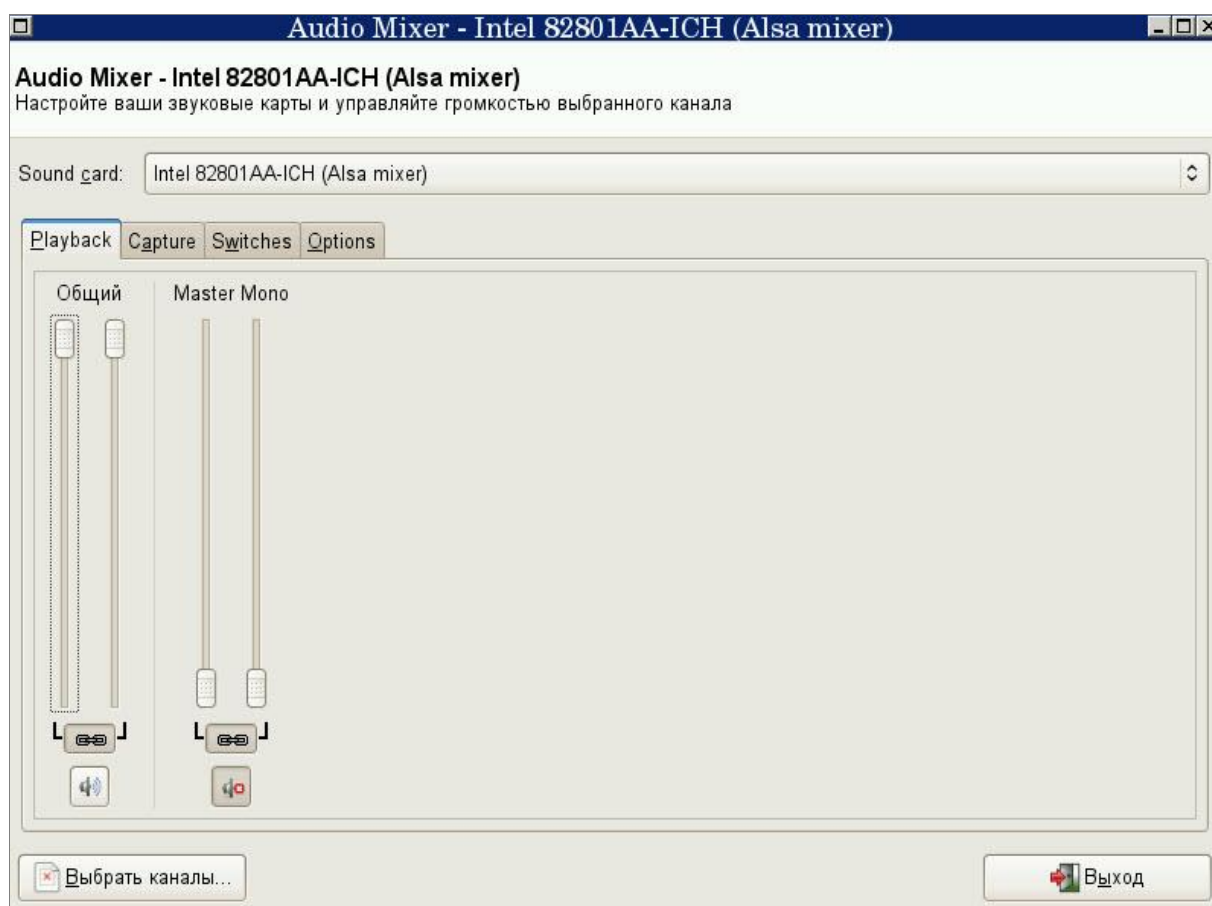 Audio Mixer - Intel 82801AA-ICH (Alsa mixer)
Audio Mixer - Intel 82801AA-ICH (Alsa mixer)
Настройте ваши звуковые карты и управляйте громкостью выбранного канала
Sound card: Intel 82801AA-ICH (Alsa mixer)
Playback Capture Switches Options
Общий Master Mono
Выбрать каналы... Выход